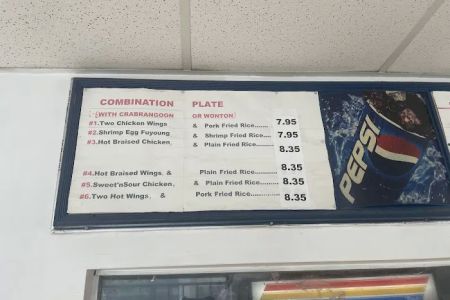 COMBINATION PLATE
(WITH CRABRANGOON OR WONTON)
#1. Two Chicken Wings & Pork Fried Rice....... 7.95
#2. Shrimp Egg Fuyoung & Shrimp Fried Rice.... 7.95
#3. Hot Braised Chicken, & Plain Fried Rice....... 8.35
#4. Hot Braised Wings, & Plain Fried Rice........... 8.35
#5. Sweet'nSour Chicken, & Plain Fried Rice.......... 8.35
#6. Two Hot Wings, & Pork Fried Rice............ 8.35
PEPSI